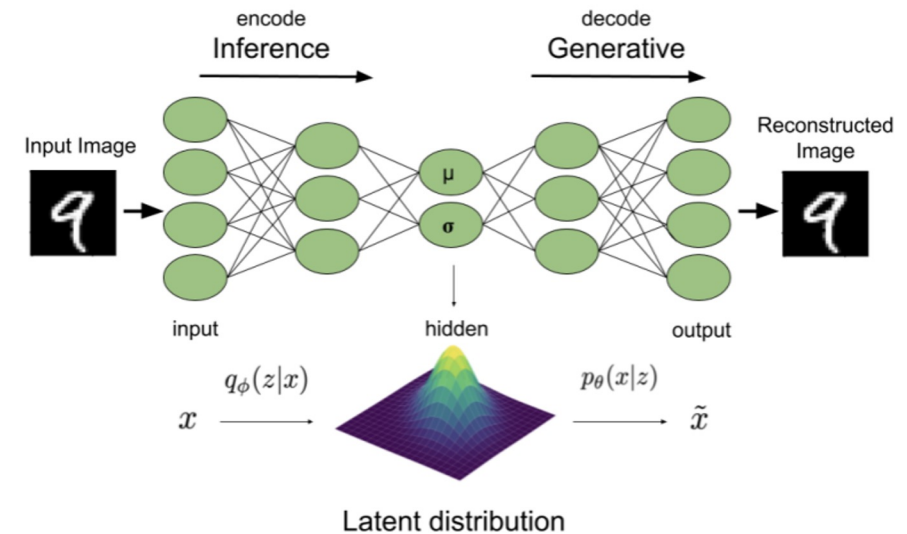 encode
Inference
decode
Generative
Input Image
Reconstructed
Image
μ
σ
input
hidden
output
qϕ(z|x)
pθ(x|z)
x
x̃
Latent distribution